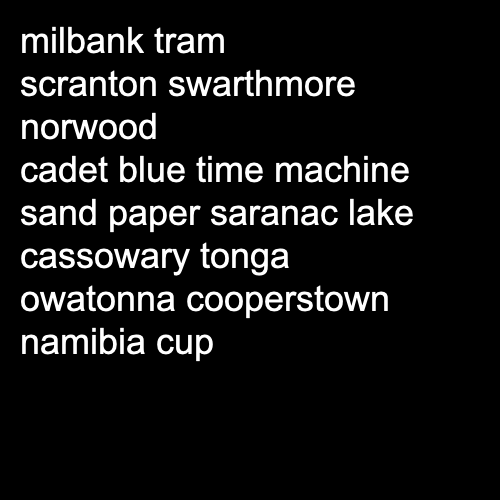 milbank tram
scranton swarthmore
norwood
cadet blue time machine
sand paper saranac lake
cassowary tonga
owatonna cooperstown
namibia cup